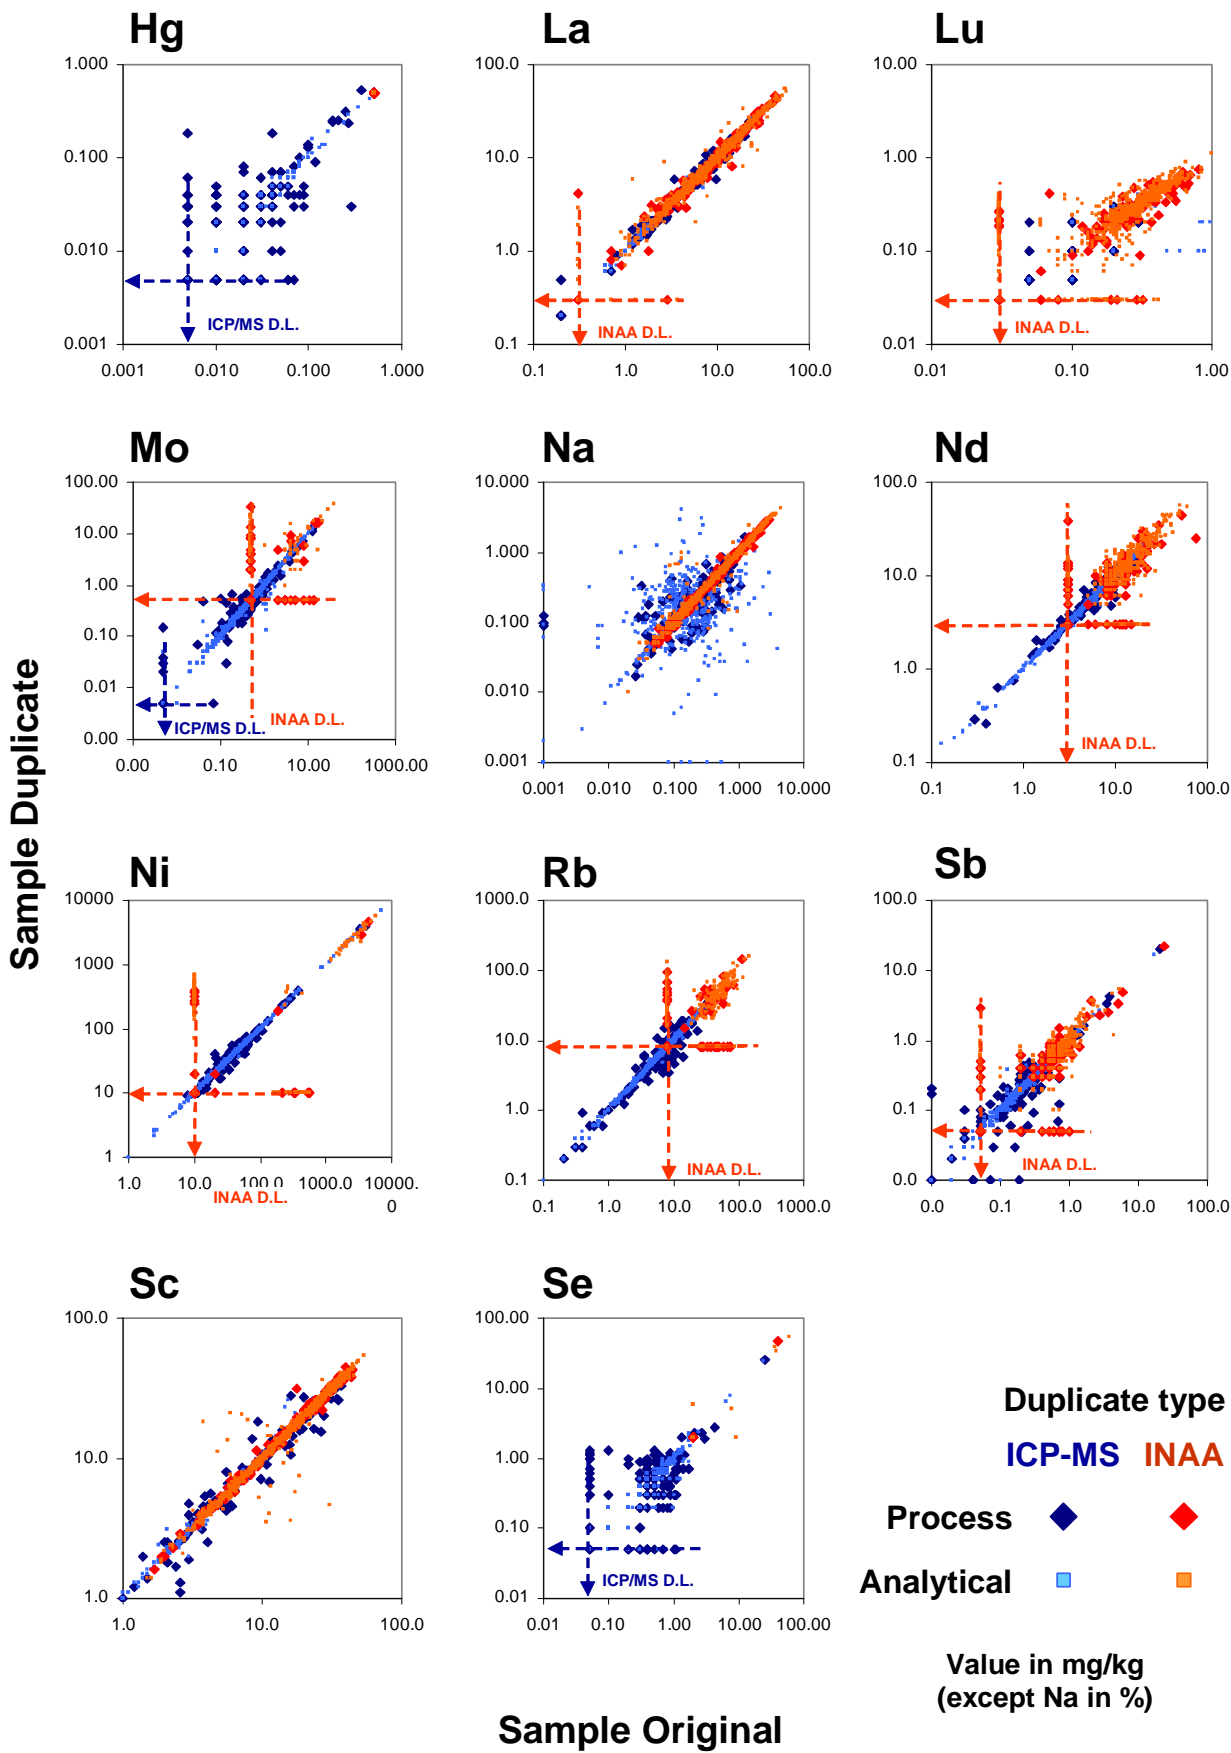 Hg
La
Lu
1.000
0.100
0.010
0.001
0.001 0.010 0.100 1.000
ICP/MS D.L.
100.0
10.0
1.0
0.1
0.1 1.0 10.0 100.0
INAA D.L.
10.00
1.00
0.10
0.01
0.01 0.10 1.00
INAA D.L.
Mo
Na
Nd
100.00
10.00
1.00
0.10
0.01
0.00
0.00 0.10 10.00 1000.00
ICP/MS D.L.
INAA D.L.
10.000
1.000
0.100
0.010
0.001
0.001 0.010 0.100 1.000 10.000
100.0
10.0
1.0
0.1
0.1 1.0 10.0 100.0
INAA D.L.
Sample Duplicate
Ni
Rb
Sb
10000
1000
100
10
1
1.0 10.0 100.0 1000.0 10000.
0
INAA D.L.
1000.0
100.0
10.0
1.0
0.1
0.1 1.0 10.0 100.0 1000.0
INAA D.L.
100.0
10.0
1.0
0.1
0.0
0.0 0.1 1.0 10.0 100.0
INAA D.L.
Sc
Se
100.0
10.0
1.0
1.0 10.0 100.0
100.00
10.00
1.00
0.10
0.01
0.01 0.10 1.00 10.00 100.00
ICP/MS D.L.
Duplicate type
ICP-MS INAA
Process
Analytical
Value in mg/kg
(except Na in %)
Sample Original